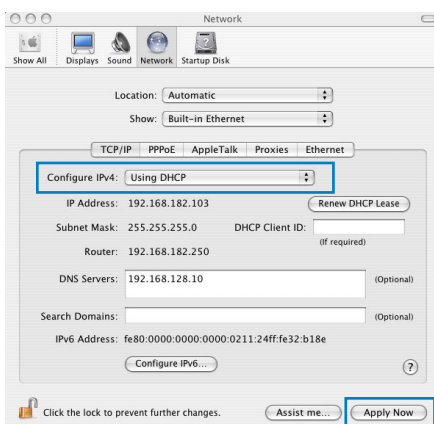 Network
Show All Displays Sound Network Startup Disk
Location: Automatic
Show: Built-in Ethernet
TCP/IP PPPoE AppleTalk Proxies Ethernet
Configure IPv4: Using DHCP
IP Address: 192.168.182.103 Renew DHCP Lease
Subnet Mask: 255.255.255.0 DHCP Client ID:
(If required)
Router: 192.168.182.250
DNS Servers: 192.168.128.10 (Optional)
Search Domains: (Optional)
IPv6 Address: fe80:0000:0000:0000:0211:24ff:fe32:b18e
Configure IPv6... ?
Click the lock to prevent further changes. Assist me... Apply Now